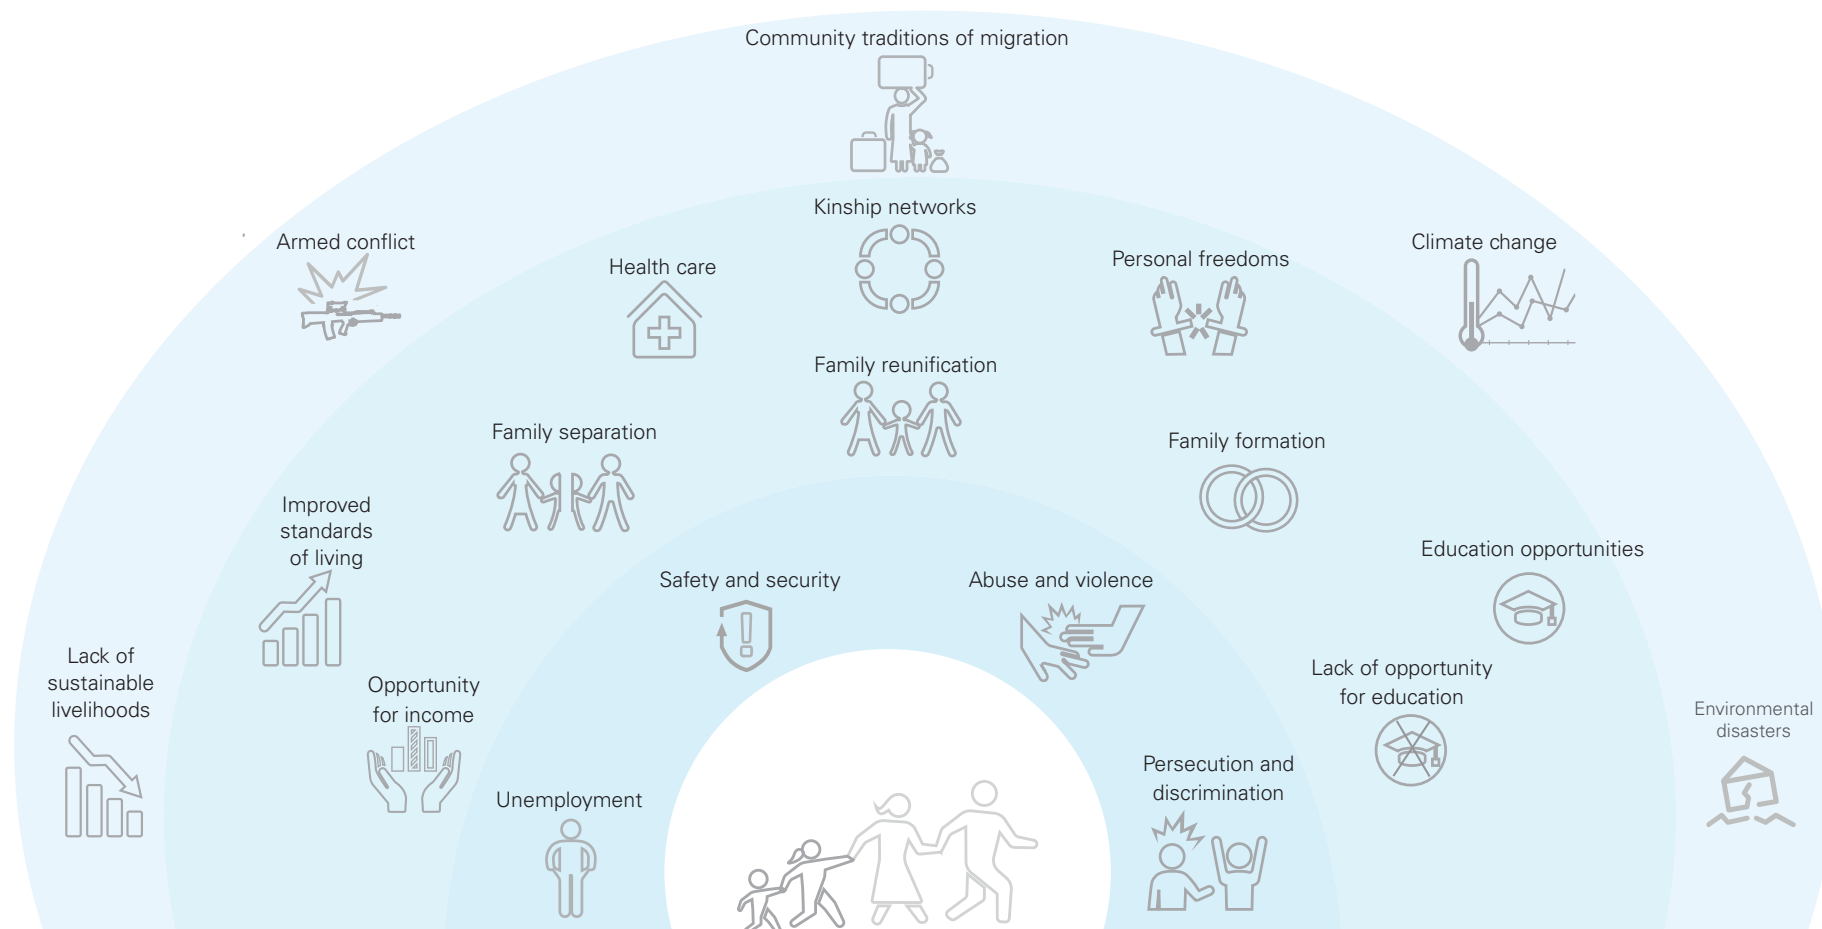 Community traditions of migration
Kinship networks
Armed conflict
Climate change
Health care
Personal freedoms
Family reunification
Family separation
Family formation
Improved
standards
of living
Education opportunities
Safety and security
Abuse and violence
Lack of
sustainable
livelihoods
Opportunity
for income
Lack of opportunity
for education
Environmental
disasters
Unemployment
Persecution and
discrimination